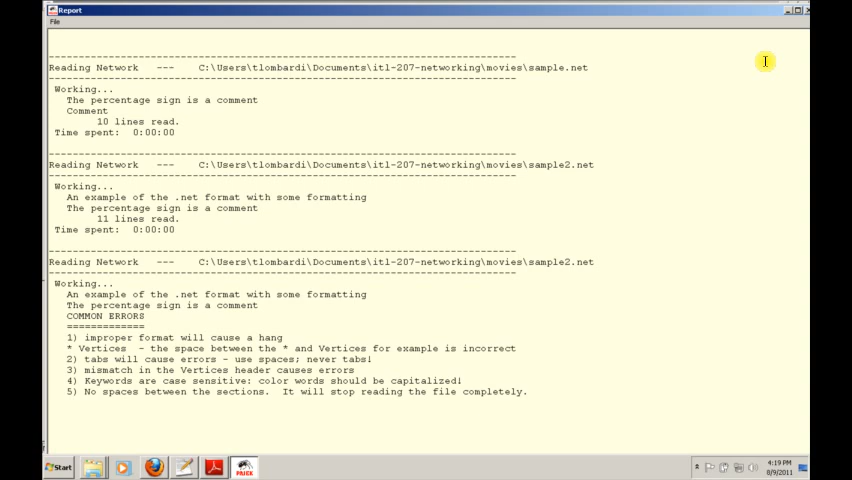 Report
File
----------------------------------------------------------------------------------
Reading Network   ---    C:\Users\tlombardi\Documents\itl-207-networking\movies\sample.net
----------------------------------------------------------------------------------
Working...
The percentage sign is a comment
Comment
10 lines read.
Time spent:  0:00:00
----------------------------------------------------------------------------------
Reading Network   ---    C:\Users\tlombardi\Documents\itl-207-networking\movies\sample2.net
----------------------------------------------------------------------------------
Working...
An example of the .net format with some formatting
The percentage sign is a comment
11 lines read.
Time spent:  0:00:00
----------------------------------------------------------------------------------
Reading Network   ---    C:\Users\tlombardi\Documents\itl-207-networking\movies\sample2.net
----------------------------------------------------------------------------------
Working...
An example of the .net format with some formatting
The percentage sign is a comment
COMMON ERRORS
=============
1) improper format will cause a hang
* Vertices  - the space between the * and Vertices for example is incorrect
2) tabs will cause errors - use spaces; never tabs!
3) mismatch in the Vertices header causes errors
4) Keywords are case sensitive: color words should be capitalized!
5) No spaces between the sections.  It will stop reading the file completely.
Start
PAJEK
4:19 PM
8/9/2011